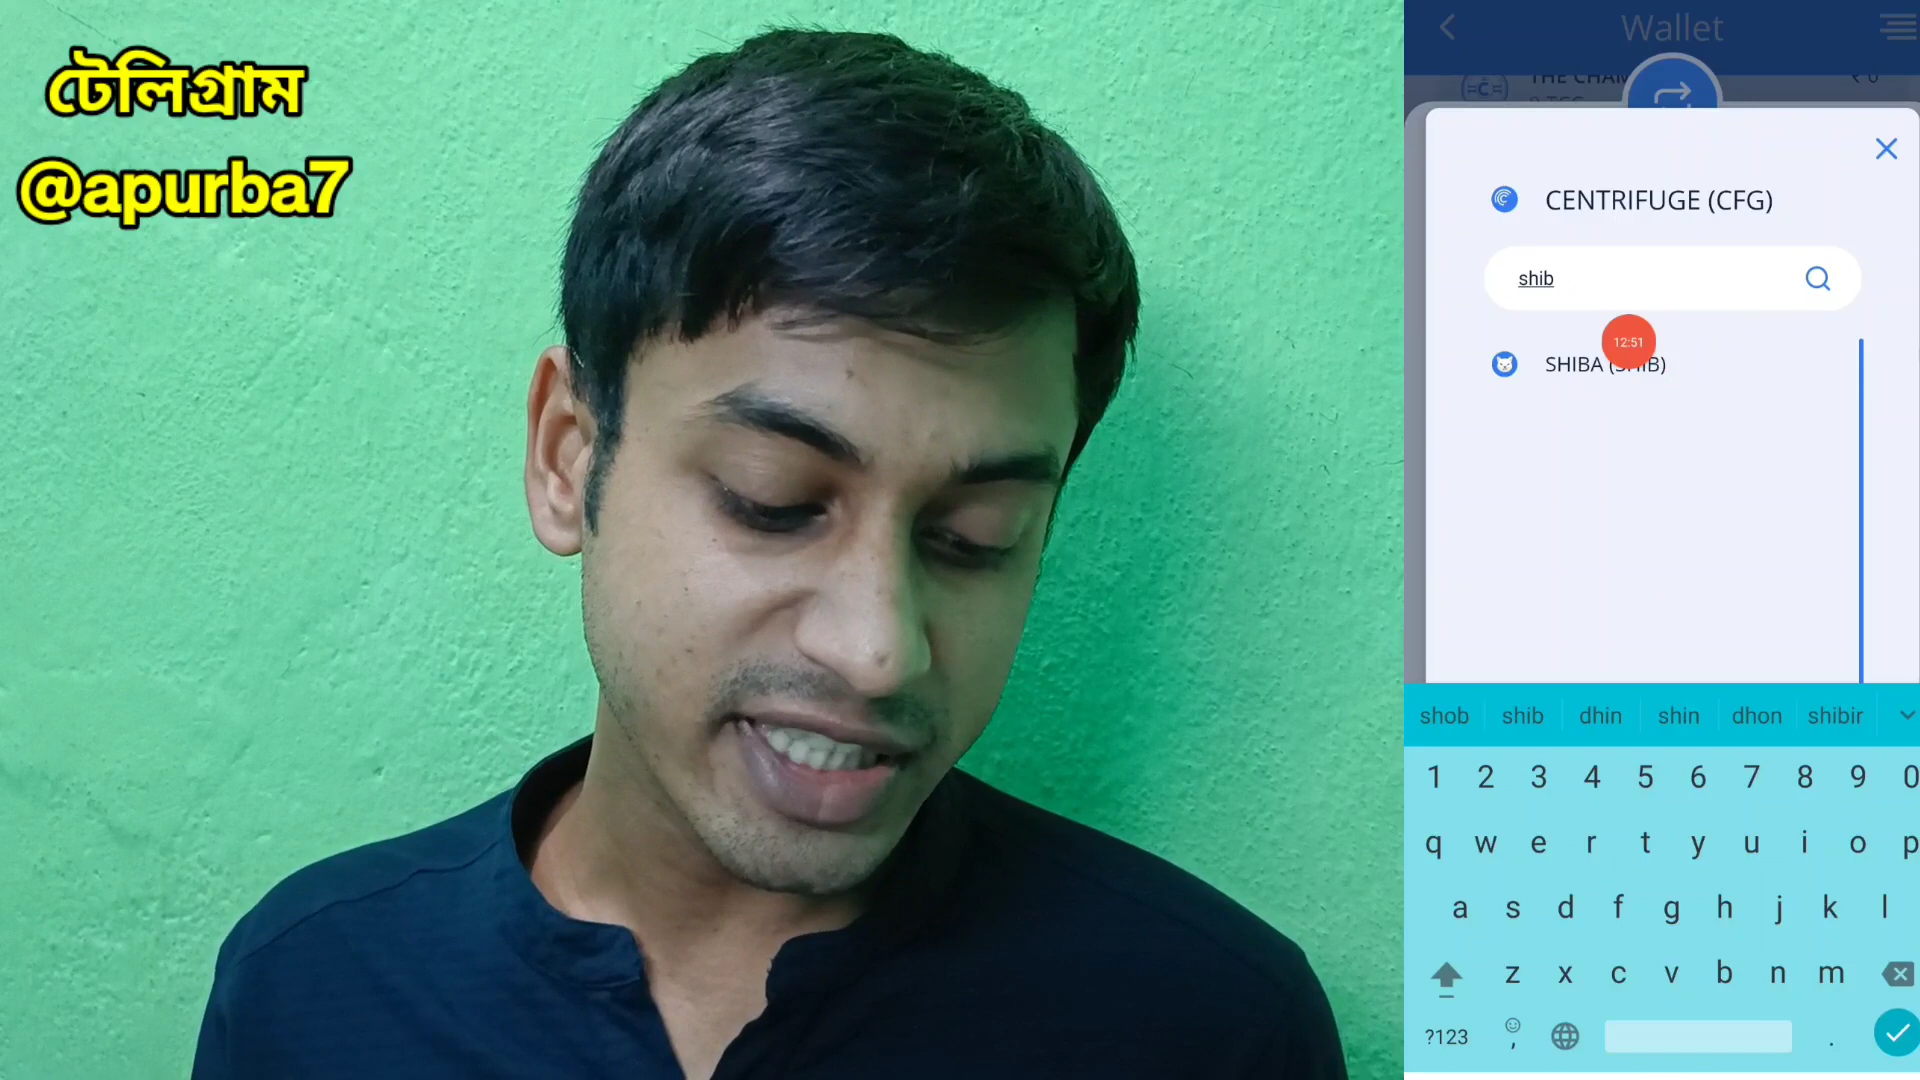 টেলিগ্রাম
@apurba7
Wallet
CENTRIFUGE (CFG)
shib
12:51
SHIBA (SHIB)
shob shib dhin shin dhon shibir
1 2 3 4 5 6 7 8 9 0
q w e r t y u i o p
a s d f g h j k l
z x c v b n m
?123 , .